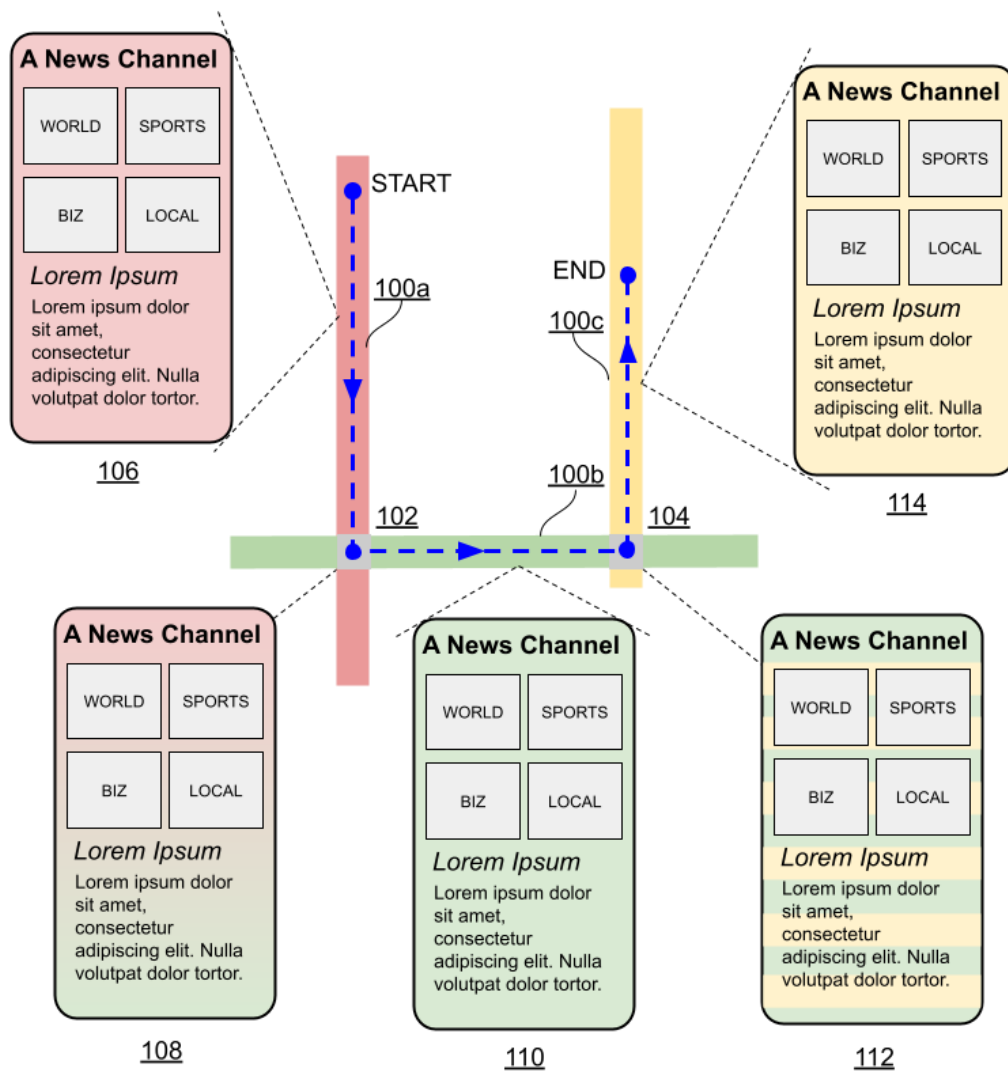 A News Channel
WORLD
SPORTS
BIZ
LOCAL
Lorem Ipsum
Lorem ipsum dolor
sit amet,
consectetur
adipiscing elit. Nulla
volutpat dolor tortor.
106
START
100a
END
100c
100b
102
104
A News Channel
WORLD
SPORTS
BIZ
LOCAL
Lorem Ipsum
Lorem ipsum dolor
sit amet,
consectetur
adipiscing elit. Nulla
volutpat dolor tortor.
114
A News Channel
WORLD
SPORTS
BIZ
LOCAL
Lorem Ipsum
Lorem ipsum dolor
sit amet,
consectetur
adipiscing elit. Nulla
volutpat dolor tortor.
108
A News Channel
WORLD
SPORTS
BIZ
LOCAL
Lorem Ipsum
Lorem ipsum dolor
sit amet,
consectetur
adipiscing elit. Nulla
volutpat dolor tortor.
110
A News Channel
WORLD
SPORTS
BIZ
LOCAL
Lorem Ipsum
Lorem ipsum dolor
sit amet,
consectetur
adipiscing elit. Nulla
volutpat dolor tortor.
112